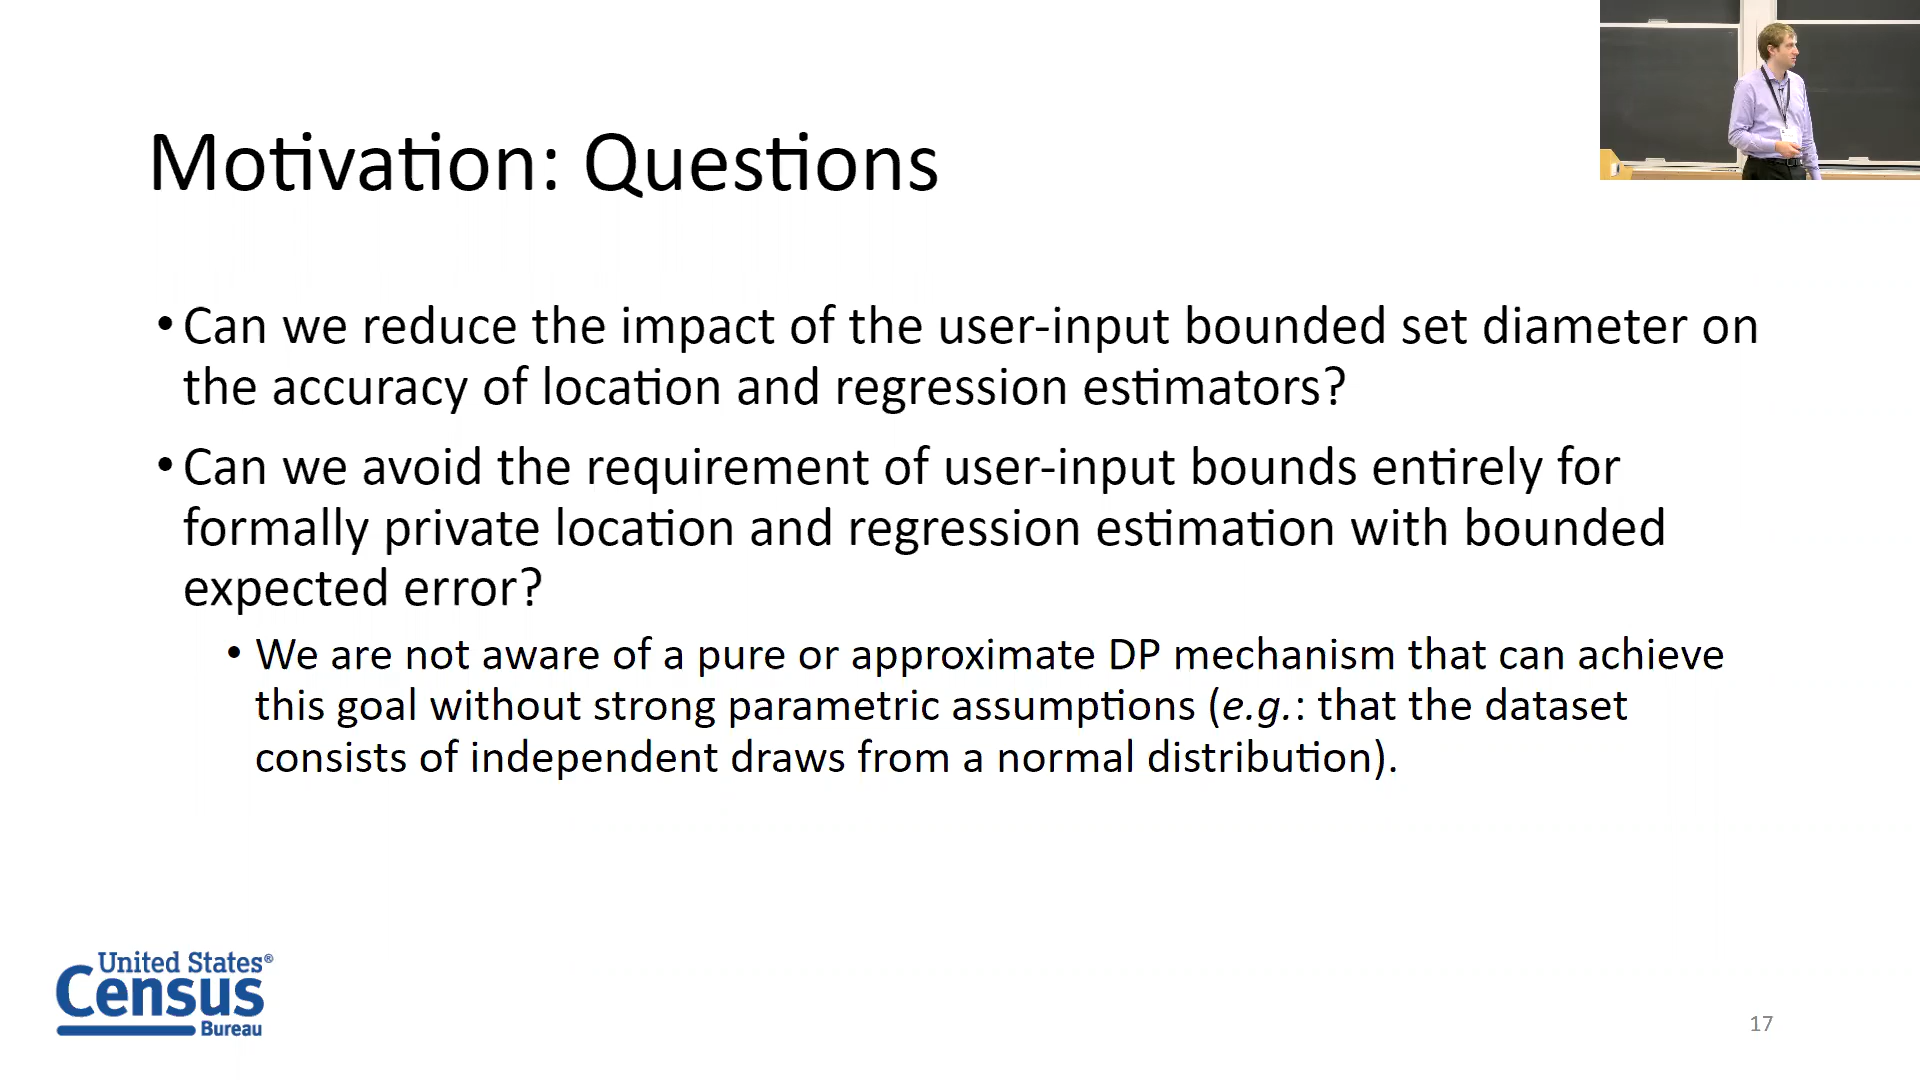 Motivation: Questions
• Can we reduce the impact of the user-input bounded set diameter on
the accuracy of location and regression estimators?
• Can we avoid the requirement of user-input bounds entirely for
formally private location and regression estimation with bounded
expected error?
• We are not aware of a pure or approximate DP mechanism that can achieve
this goal without strong parametric assumptions (e.g.: that the dataset
consists of independent draws from a normal distribution).
United States®
Census
Bureau
17